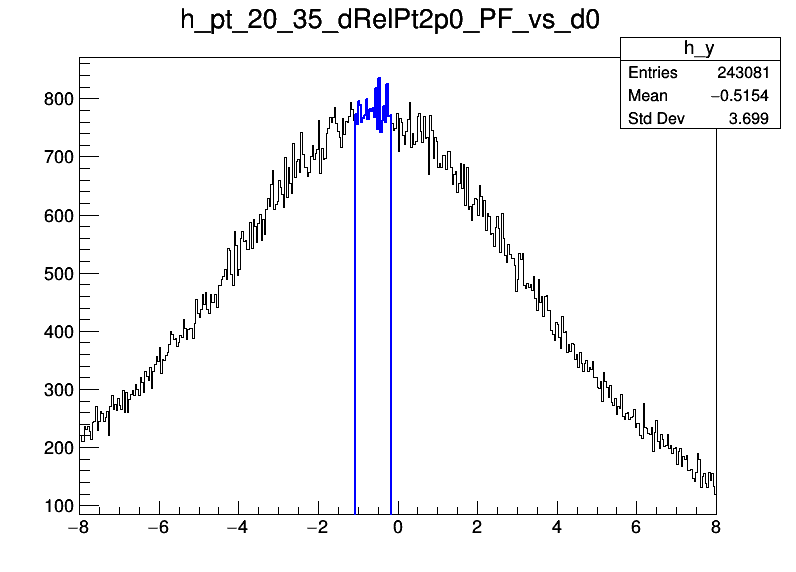 h_pt_20_35_dRelPt2p0_PF_vs_d0
h_y
Entries 243081
Mean −0.5154
Std Dev 3.699
800
700
600
500
400
300
200
100
−8 −6 −4 −2 0 2 4 6 8